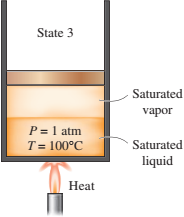 State 3
Saturated
vapor
P = 1 atm
T = 100°C
Saturated
liquid
Heat